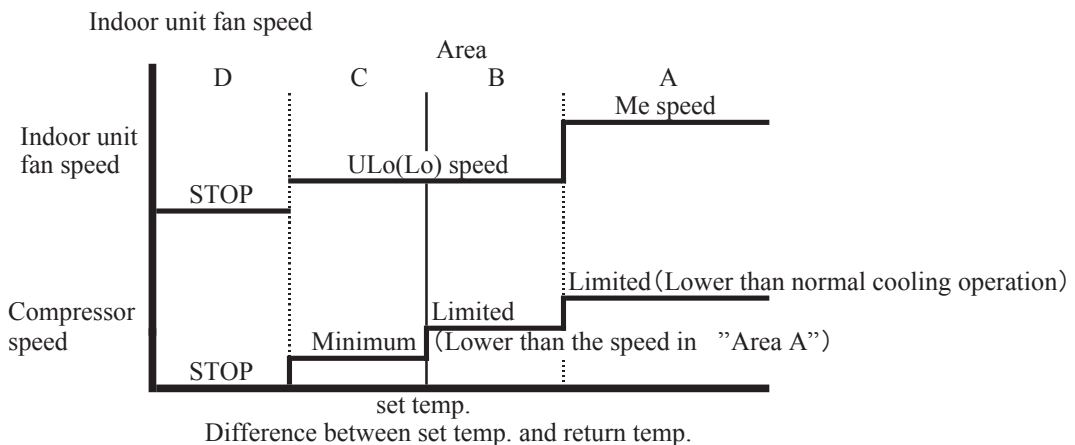 Indoor unit fan speed
Area
D C B A
Me speed
Indoor unit
fan speed
ULo(Lo) speed
STOP
Limited(Lower than normal cooling operation)
Compressor
speed
Limited
Minimum (Lower than the speed in ”Area A”)
STOP
set temp.
Difference between set temp. and return temp.